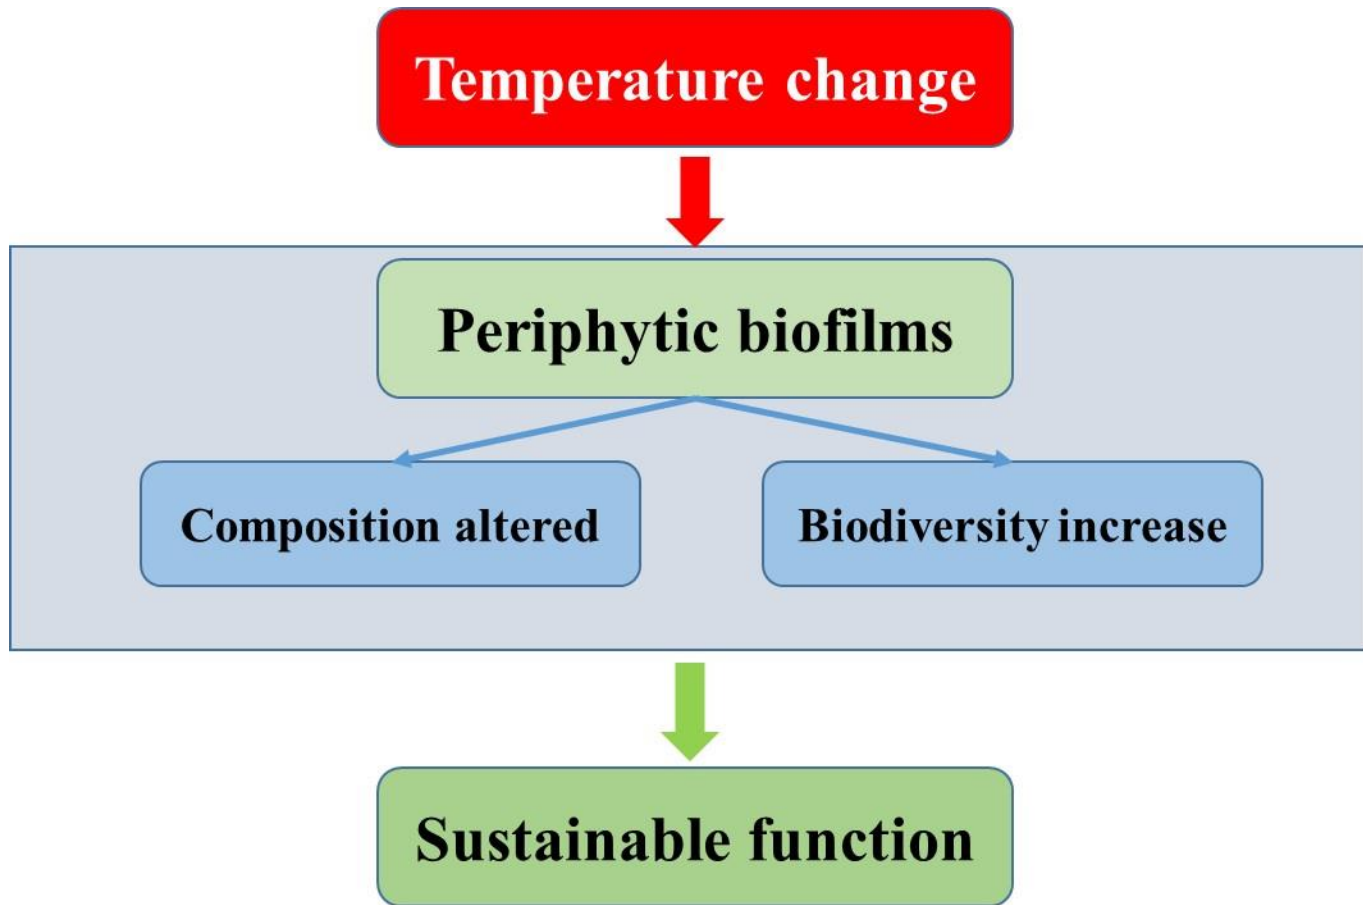 Temperature change
Periphytic biofilms
Composition altered
Biodiversity increase
Sustainable function